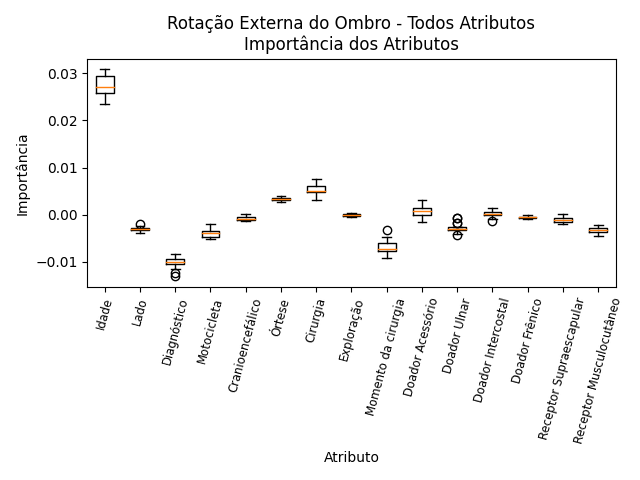 Rotação Externa do Ombro - Todos Atributos
Importância dos Atributos
0.03
0.02
0.01
0.00
−0.01
Importância
Idade
Lado
Diagnóstico
Motocicleta
Cranioencefálico
Órtese
Cirurgia
Exploração
Momento da cirurgia
Doador Acessório
Doador Ulnar
Doador Intercostal
Doador Frênico
Receptor Supraescapular
Receptor Musculocutâneo
Atributo